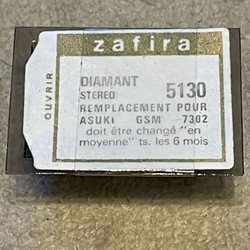 zafira
OUVRIR
DIAMANT
STEREO 5130
REMPLACEMENT POUR
ASUKI GSM 7302
doit être changé "en
moyenne" ts. les 6 mois